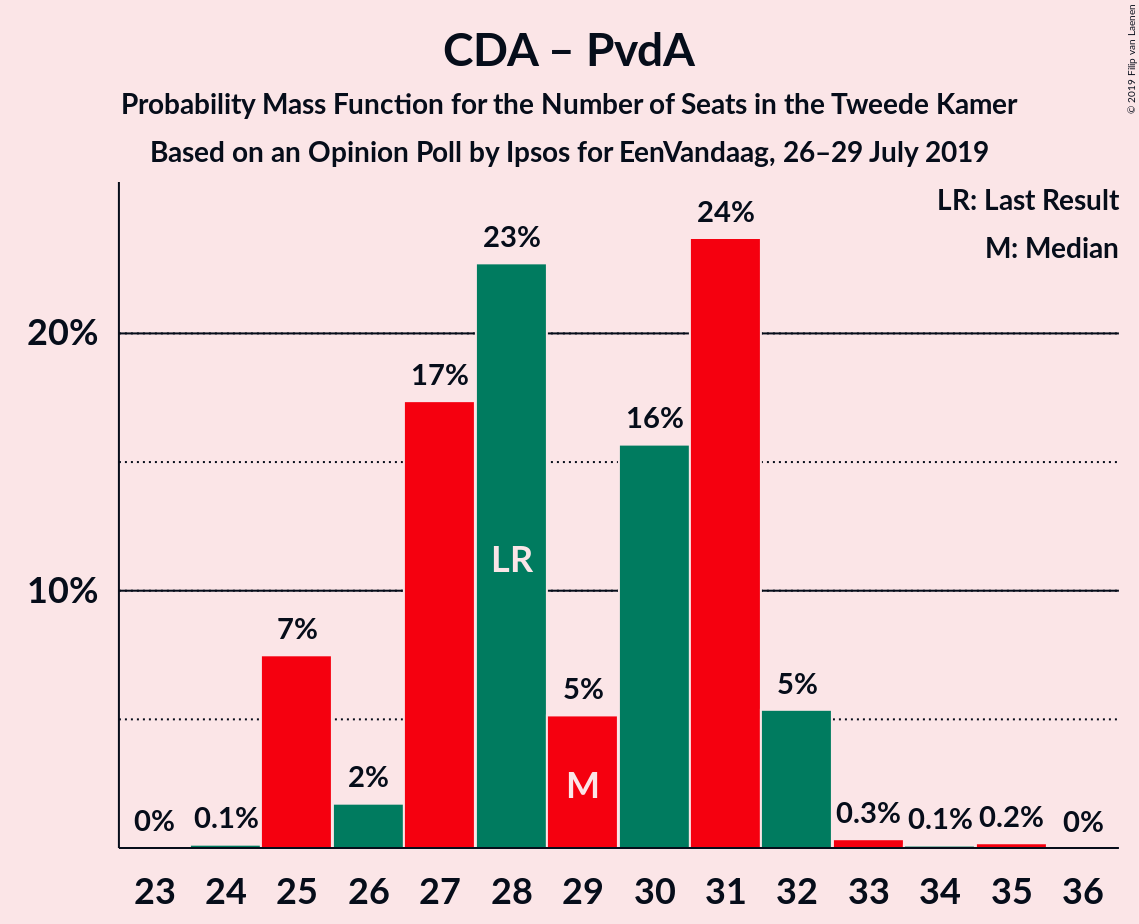 CDA – PvdA
Probability Mass Function for the Number of Seats in the Tweede Kamer
Based on an Opinion Poll by Ipsos for EenVandaag, 26–29 July 2019
© 2019 Filip van Laenen
LR: Last Result
M: Median
20%
10%
0%
0.1%
7%
2%
17%
23%
5%
16%
24%
5%
0.3%
0.1%
0.2%
0%
LR
M
23 24 25 26 27 28 29 30 31 32 33 34 35 36